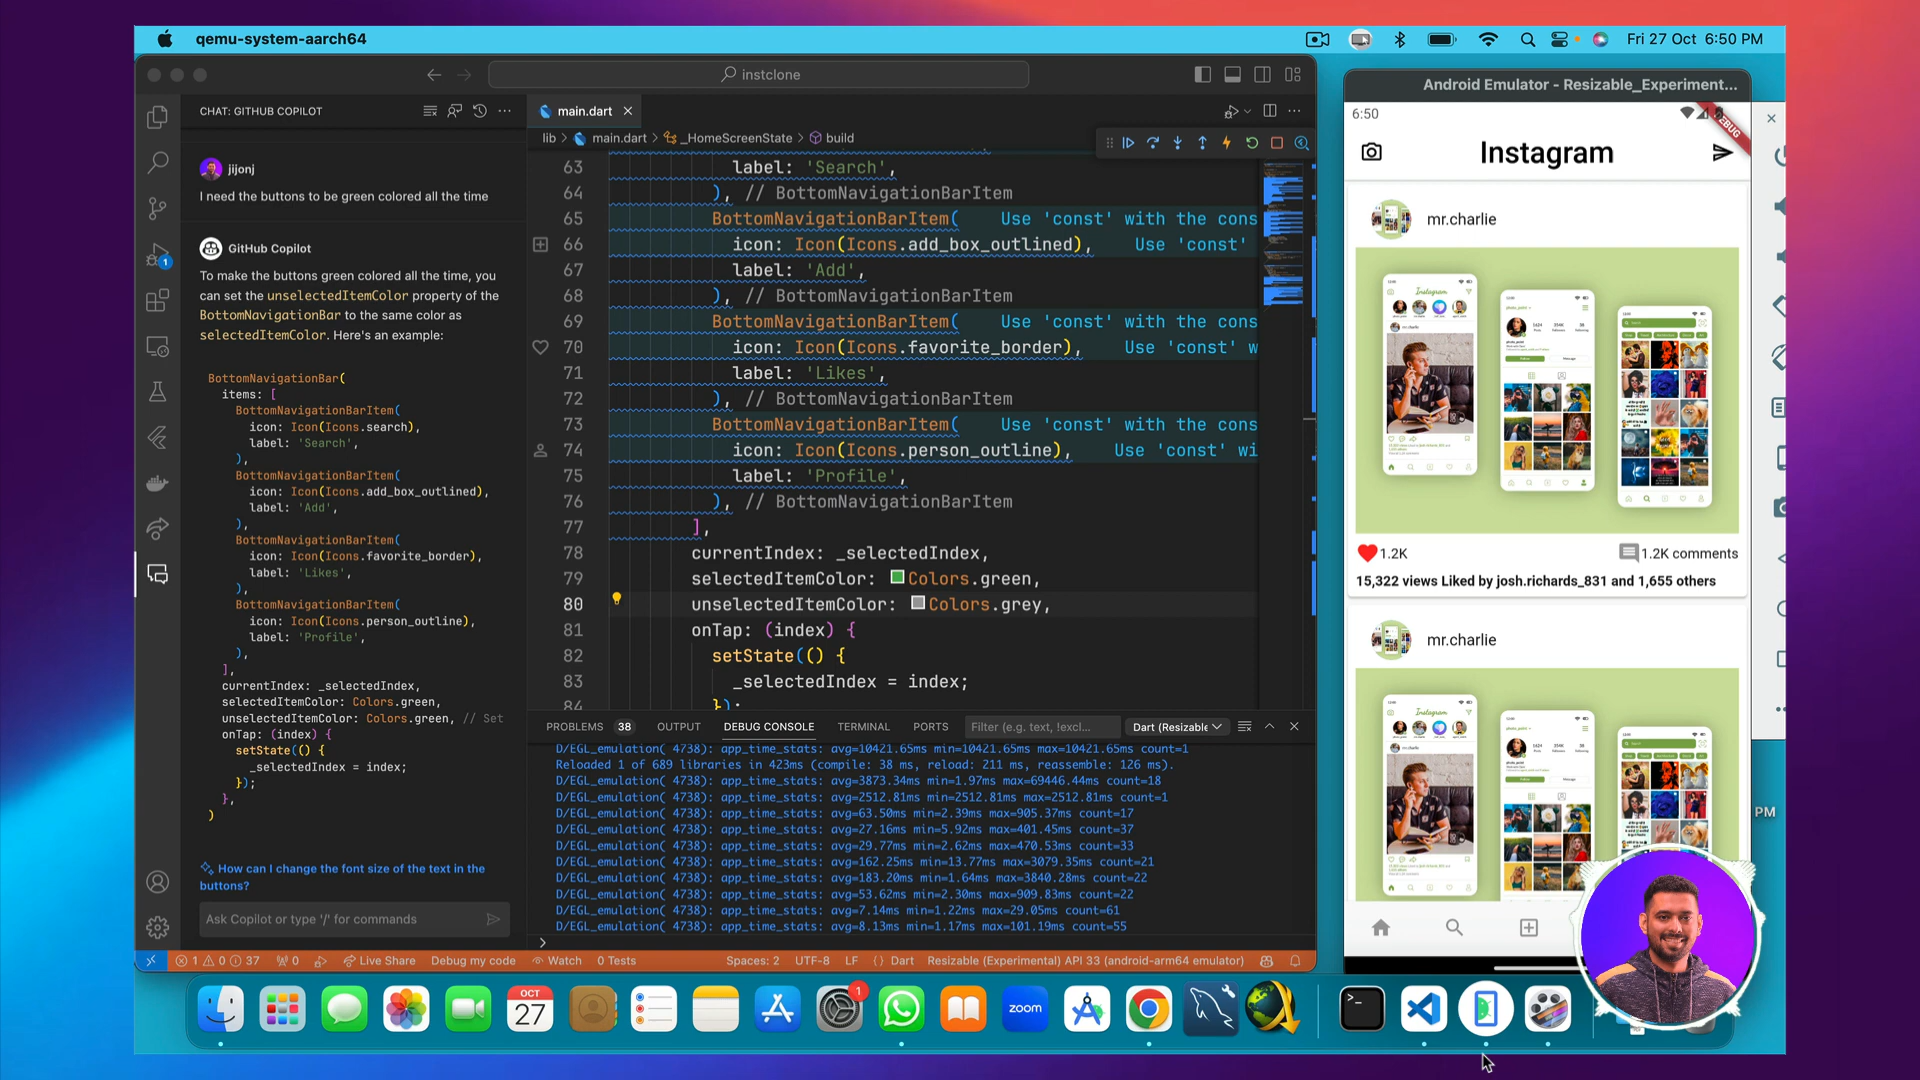 qemu-system-aarch64
Fri 27 Oct 6:50 PM
instclone
CHAT: GITHUB COPILOT
jijonj
I need the buttons to be green colored all the time
GitHub Copilot
To make the buttons green colored all the time, you
can set the unselectedItemColor property of the
BottomNavigationBar to the same color as
selectedItemColor. Here's an example:
BottomNavigationBar(
items: [
BottomNavigationBarItem(
icon: Icon(Icons.search),
label: 'Search',
),
BottomNavigationBarItem(
icon: Icon(Icons.add_box_outlined),
label: 'Add',
),
BottomNavigationBarItem(
icon: Icon(Icons.favorite_border),
label: 'Likes',
),
BottomNavigationBarItem(
icon: Icon(Icons.person_outline),
label: 'Profile',
),
],
currentIndex: _selectedIndex,
selectedItemColor: Colors.green,
unselectedItemColor: Colors.green, // Set
onTap: (index) {
setState(() {
_selectedIndex = index;
});
},
)
How can I change the font size of the text in the
buttons?
Ask Copilot or type '/' for commands
1
main.dart
lib > main.dart > _HomeScreenState > build
63 label: 'Search',
64 ), // BottomNavigationBarItem
65 BottomNavigationBarItem( Use 'const' with the cons
66 icon: Icon(Icons.add_box_outlined), Use 'const'
67 label: 'Add',
68 ), // BottomNavigationBarItem
69 BottomNavigationBarItem( Use 'const' with the cons
70 icon: Icon(Icons.favorite_border), Use 'const' w
71 label: 'Likes',
72 ), // BottomNavigationBarItem
73 BottomNavigationBarItem( Use 'const' with the cons
74 icon: Icon(Icons.person_outline), Use 'const' wi
75 label: 'Profile',
76 ), // BottomNavigationBarItem
77 ],
78 currentIndex: _selectedIndex,
79 selectedItemColor: Colors.green,
80 unselectedItemColor: Colors.grey,
81 onTap: (index) {
82 setState(() {
83 _selectedIndex = index;
84 });
PROBLEMS 38 OUTPUT DEBUG CONSOLE TERMINAL PORTS Filter (e.g. text, !excl... Dart (Resizable
D/EGL_emulation( 4738): app_time_stats: avg=10421.65ms min=10421.65ms max=10421.65ms count=1
Reloaded 1 of 689 libraries in 423ms (compile: 38 ms, reload: 211 ms, reassemble: 126 ms).
D/EGL_emulation( 4738): app_time_stats: avg=3873.34ms min=1.97ms max=69446.44ms count=18
D/EGL_emulation( 4738): app_time_stats: avg=2512.81ms min=2512.81ms max=2512.81ms count=1
D/EGL_emulation( 4738): app_time_stats: avg=63.50ms min=2.39ms max=905.37ms count=17
D/EGL_emulation( 4738): app_time_stats: avg=27.16ms min=5.92ms max=401.45ms count=37
D/EGL_emulation( 4738): app_time_stats: avg=29.77ms min=2.62ms max=470.53ms count=33
D/EGL_emulation( 4738): app_time_stats: avg=162.25ms min=13.77ms max=3079.35ms count=21
D/EGL_emulation( 4738): app_time_stats: avg=183.20ms min=1.64ms max=3840.28ms count=22
D/EGL_emulation( 4738): app_time_stats: avg=53.62ms min=2.30ms max=909.83ms count=22
D/EGL_emulation( 4738): app_time_stats: avg=7.14ms min=1.22ms max=29.05ms count=61
D/EGL_emulation( 4738): app_time_stats: avg=8.13ms min=1.17ms max=101.19ms count=55
1 0 37 0 Live Share Debug my code Watch 0 Tests Spaces: 2 UTF-8 LF Dart Resizable (Experimental) API 33 (android-arm64 emulator)
Android Emulator - Resizable_Experiment...
6:50
DEBUG
Instagram
mr.charlie
Instagram
1.2K
1.2K comments
15,322 views Liked by josh.richards_831 and 1,655 others
mr.charlie
Instagram
PM
OCT
27
1
zoom